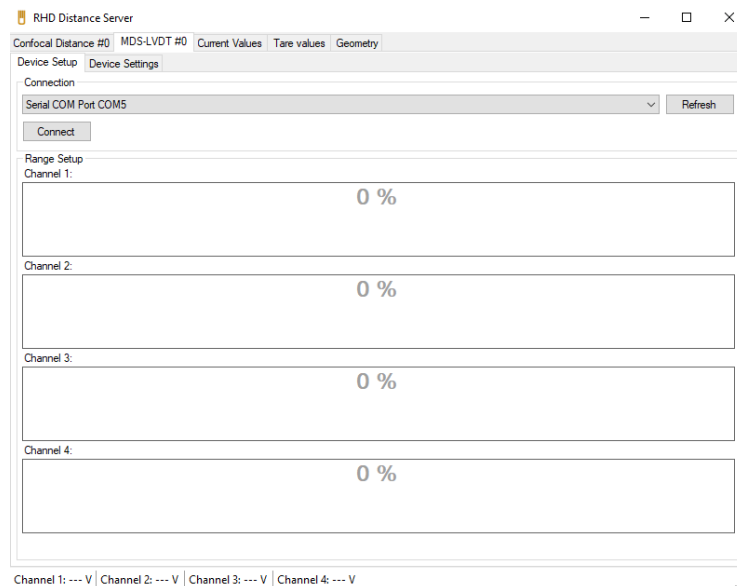 RHD Distance Server
Confocal Distance #0 MDS-LVDT #0 Current Values Tare values Geometry
Device Setup Device Settings
Connection
Serial COM Port COM5 Refresh
Connect
Range Setup
Channel 1:
0 %
Channel 2:
0 %
Channel 3:
0 %
Channel 4:
0 %
Channel 1: --- V Channel 2: --- V Channel 3: --- V Channel 4: --- V